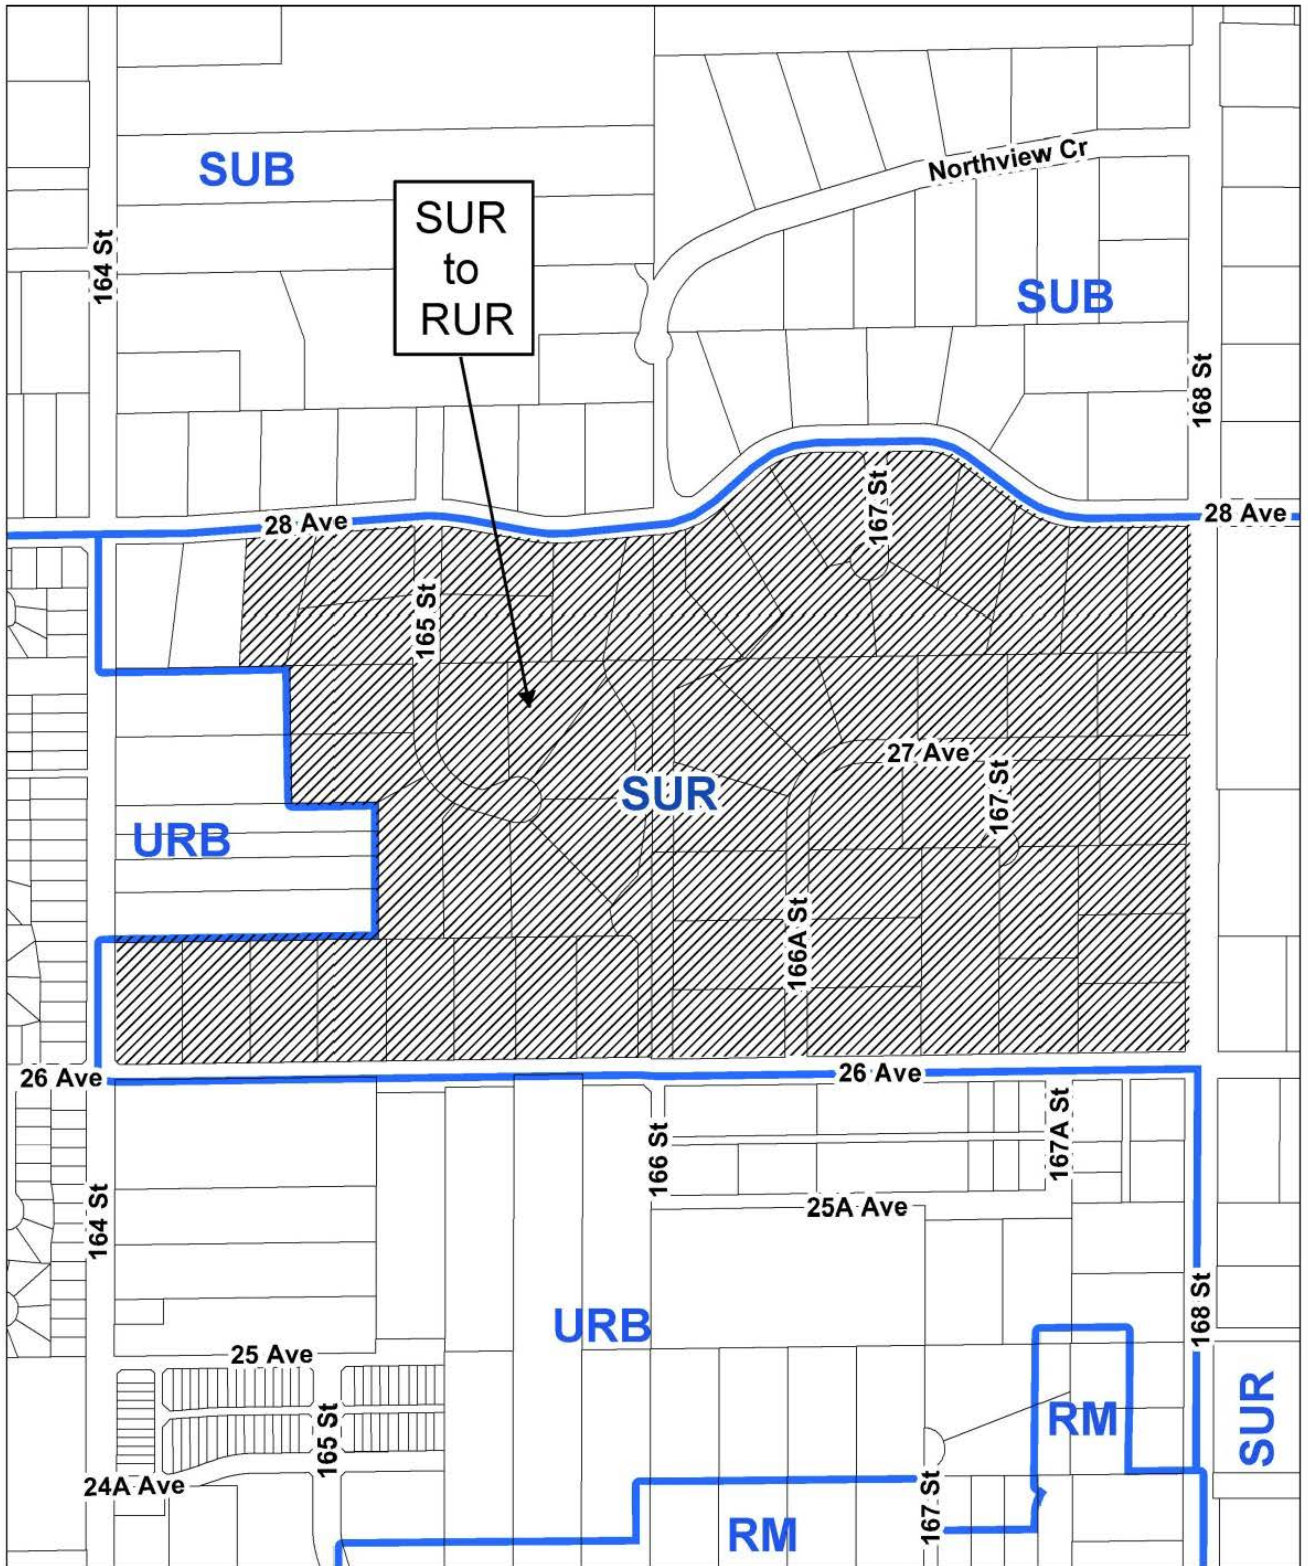 Northview Cr
SUB
SUR
to
RUR
164 St
SUB
168 St
167 St
28 Ave
28 Ave
165 St
27 Ave
SUR
167 St
URB
166A St
26 Ave
26 Ave
167A St
166 St
164 St
25A Ave
168 St
URB
25 Ave
SUR
RM
165 St
24A Ave
167 St
RM